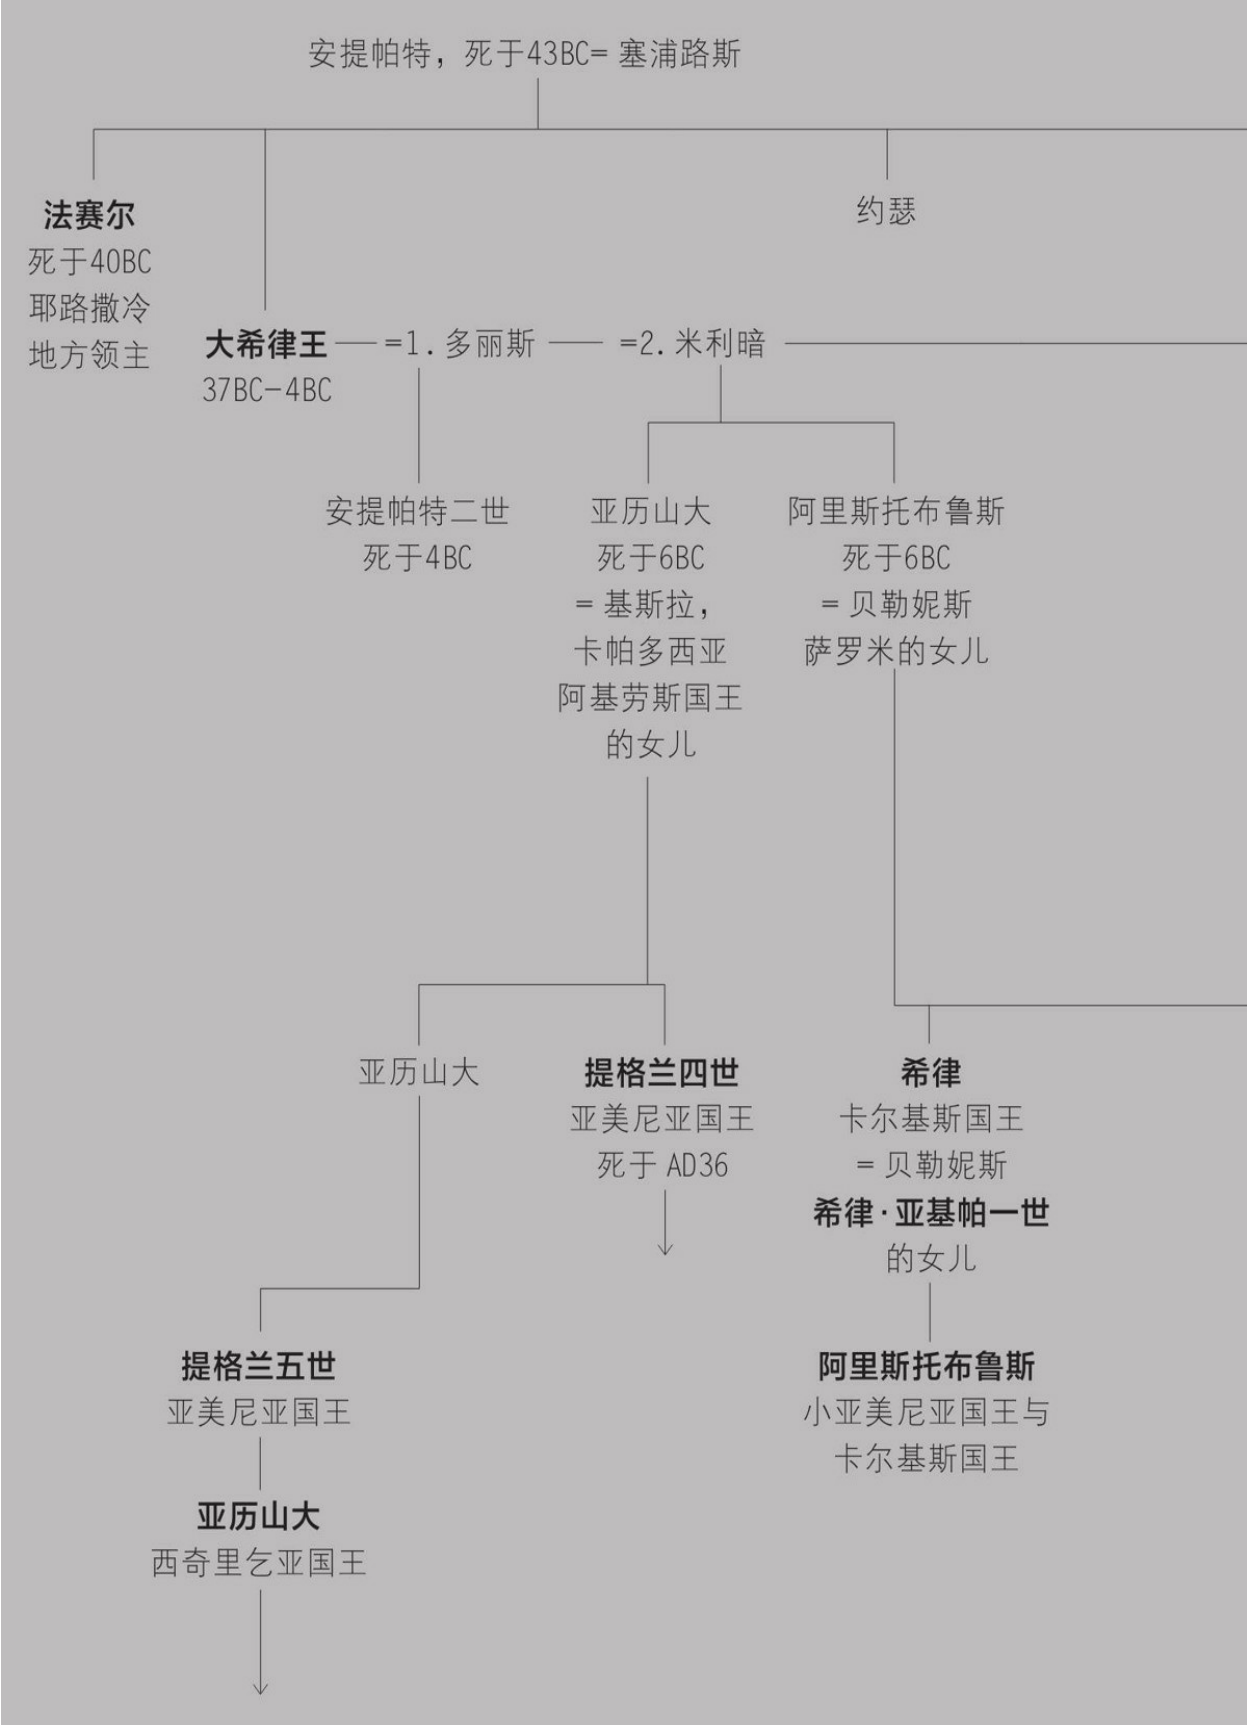 安提帕特，死于43BC= 塞浦路斯
法赛尔
死于40BC
耶路撒冷
地方领主
约瑟
大希律王 =1. 多丽斯 =2. 米利暗
37BC-4BC
安提帕特二世
死于4BC
亚历山大
死于6BC
= 基斯拉，
卡帕多西亚
阿基劳斯国王
的女儿
阿里斯托布鲁斯
死于6BC
= 贝勒妮斯
萨罗米的女儿
亚历山大
提格兰四世
亚美尼亚国王
死于 AD36
希律
卡尔基斯国王
= 贝勒妮斯
希律·亚基帕一世
的女儿
提格兰五世
亚美尼亚国王
亚历山大
西奇里乞亚国王
阿里斯托布鲁斯
小亚美尼亚国王与
卡尔基斯国王